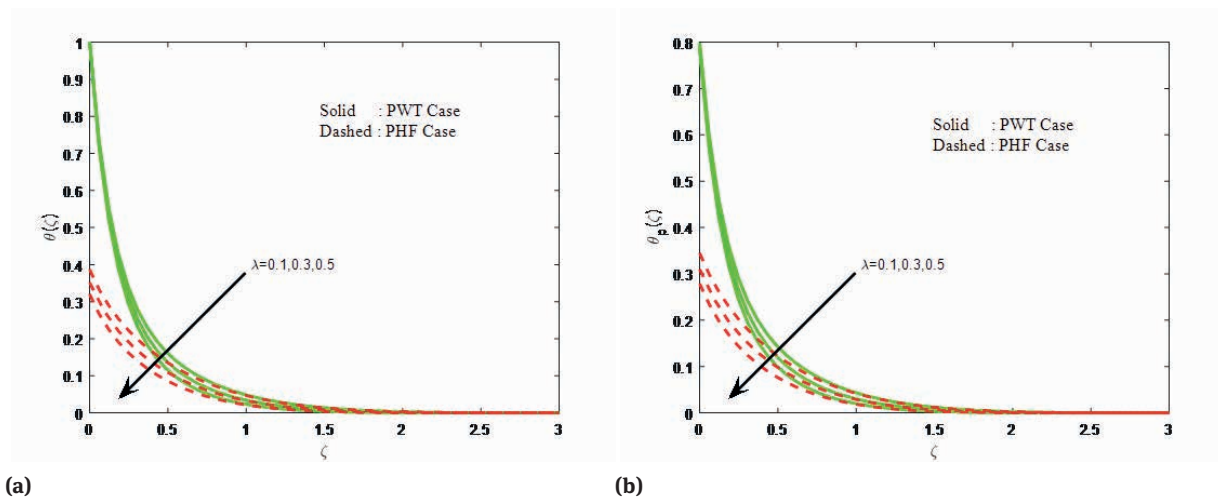 1
0.9
0.8
0.7
0.6
0.5
0.4
0.3
0.2
0.1
0
θ(ζ)
Solid : PWT Case
Dashed : PHF Case
λ=0.1,0.3,0.5
0 0.5 1 1.5 2 2.5 3
ζ
(a)
0.8
0.7
0.6
0.5
0.4
0.3
0.2
0.1
0
θp(ζ)
Solid : PWT Case
Dashed : PHF Case
λ=0.1,0.3,0.5
0 0.5 1 1.5 2 2.5 3
ζ
(b)